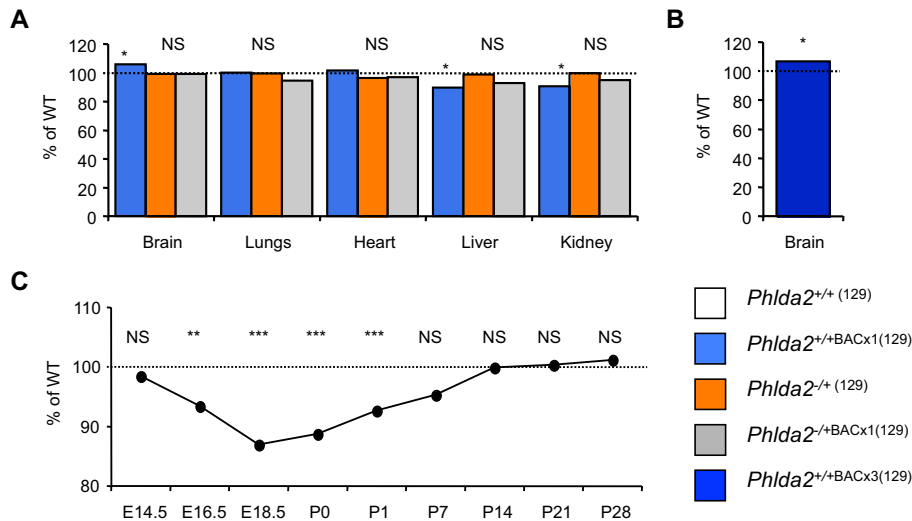 A
B
120
100
80
60
40
20
0
% of WT
* NS NS NS * NS * NS
Brain Lungs Heart Liver Kidney
120
100
80
60
40
20
0
% of WT
*
Brain
C
110
100
90
80
% of WT
NS ** *** *** *** NS NS NS NS
E14.5 E16.5 E18.5 P0 P1 P7 P14 P21 P28
Phlda2+/+ (129)
Phlda2+/+BACx1(129)
Phlda2-/+ (129)
Phlda2-/+BACx1(129)
Phlda2+/+BACx3(129)